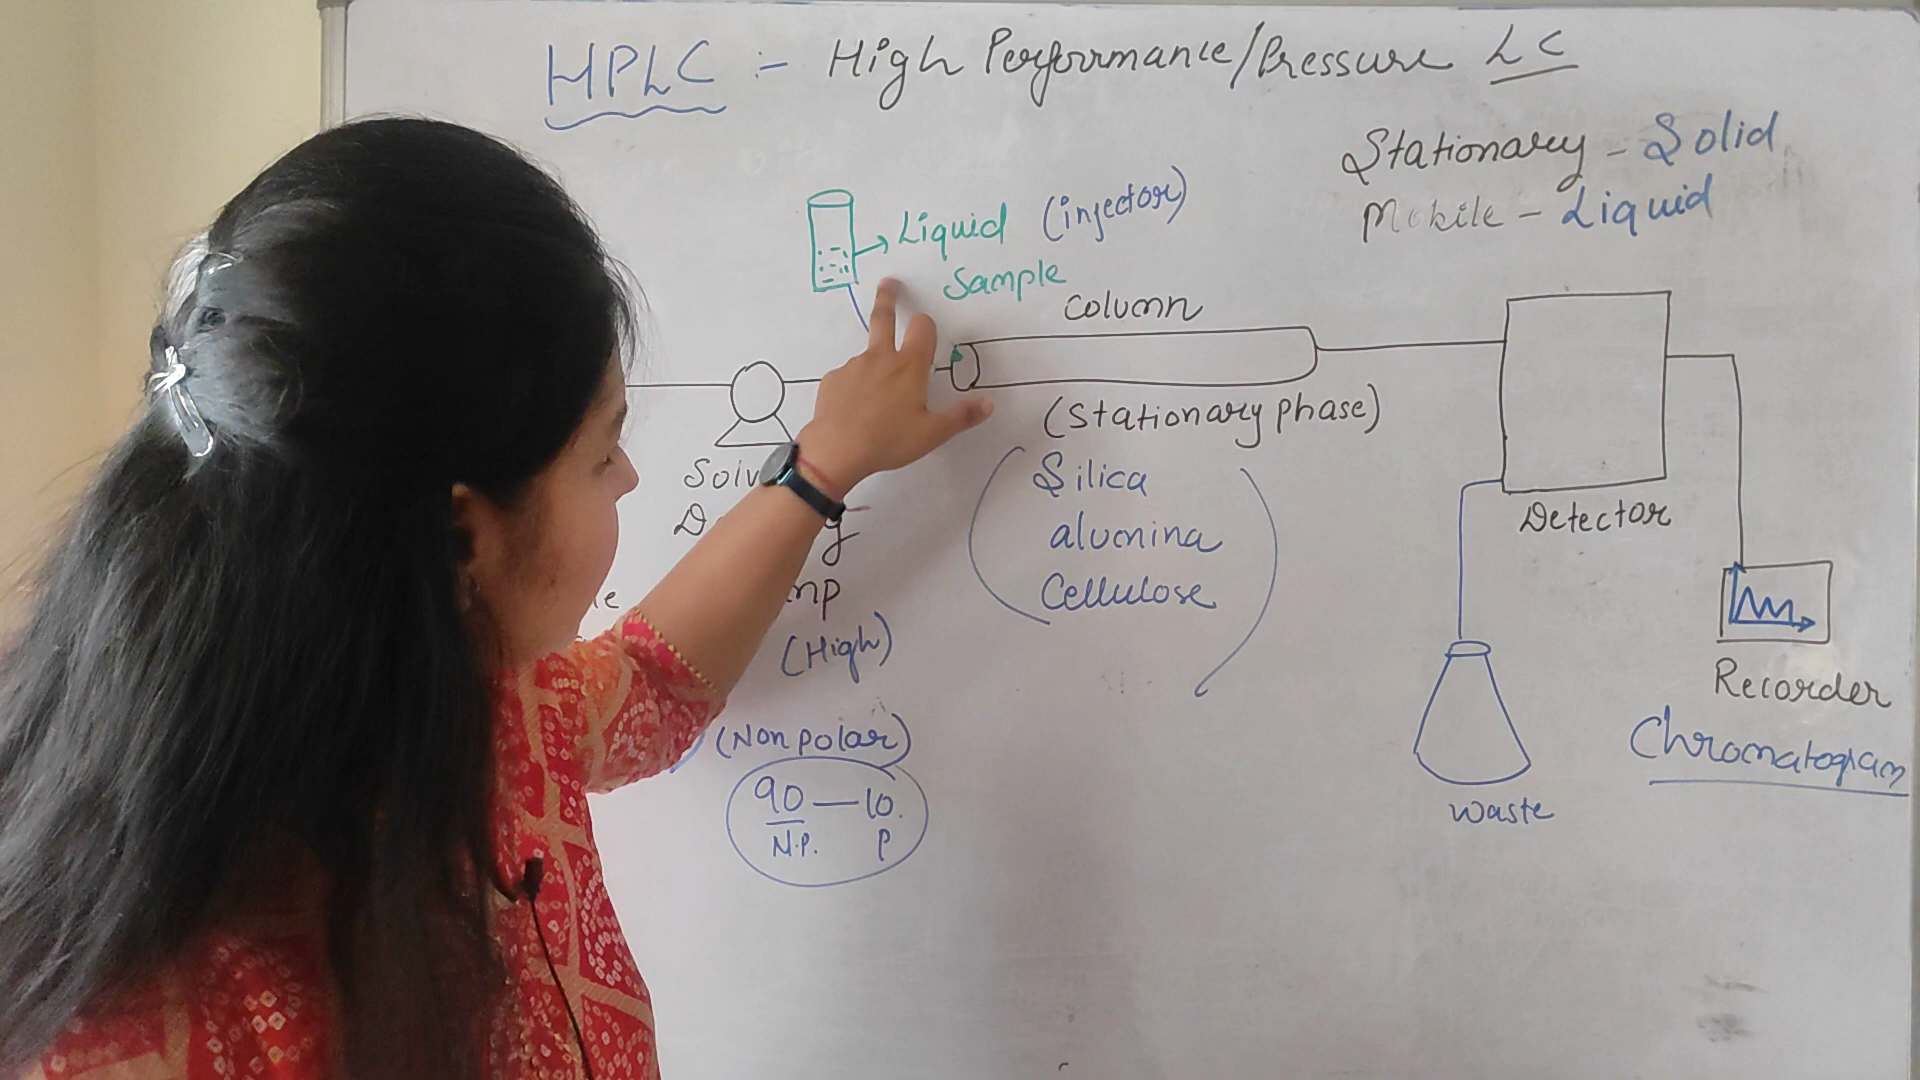 HPLC :- High Performance/Pressure LC
Stationary - Solid
Mobile - Liquid
Liquid (injector)
Sample
Column
(Stationary phase)
Silica
alumina
Cellulose
(High)
(Non polar)
90 — 10.
N.P. P
Detector
Recorder
Chromatogram
Waste